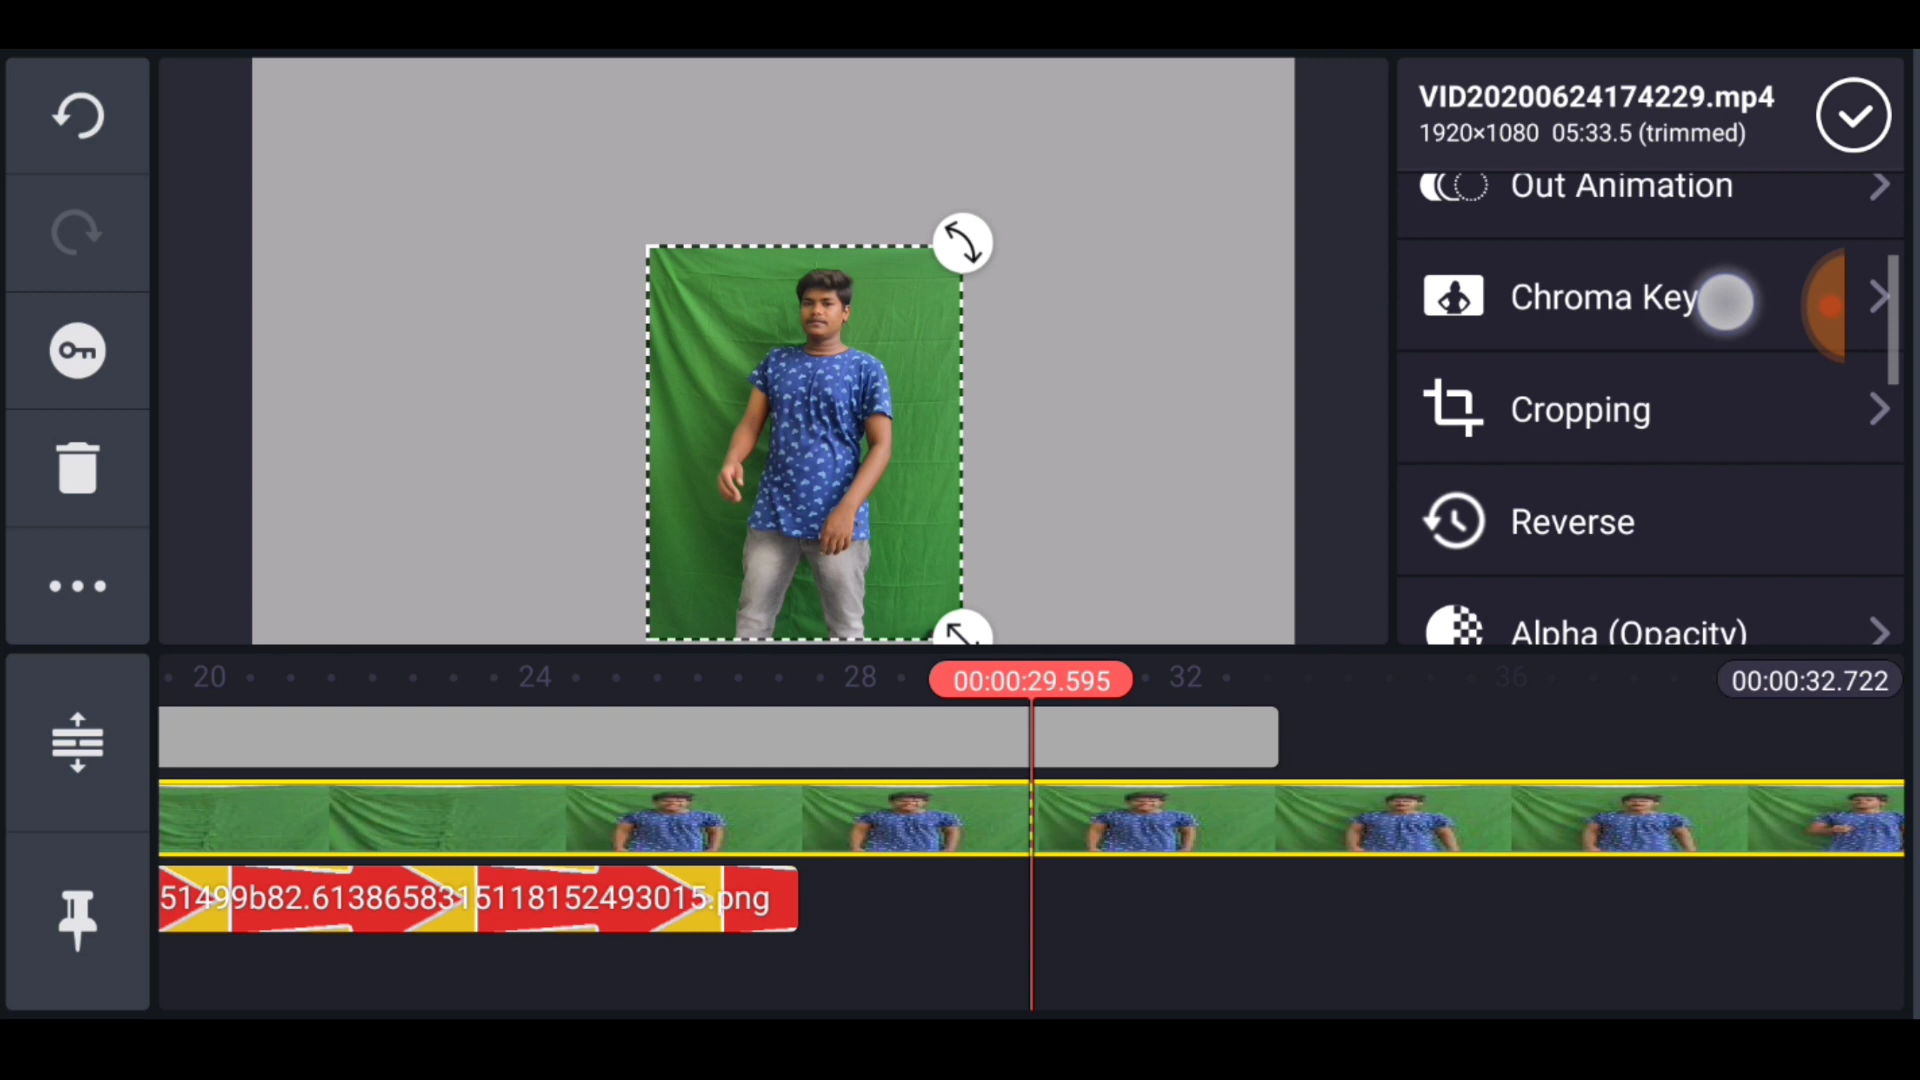 VID20200624174229.mp4
1920×1080 05:33.5 (trimmed)
Out Animation
Chroma Key
Cropping
Reverse
Alpha (Opacity)
20 24 28 00:00:29.595 32 36 00:00:32.722
51499b82.6138658315118152493015.png